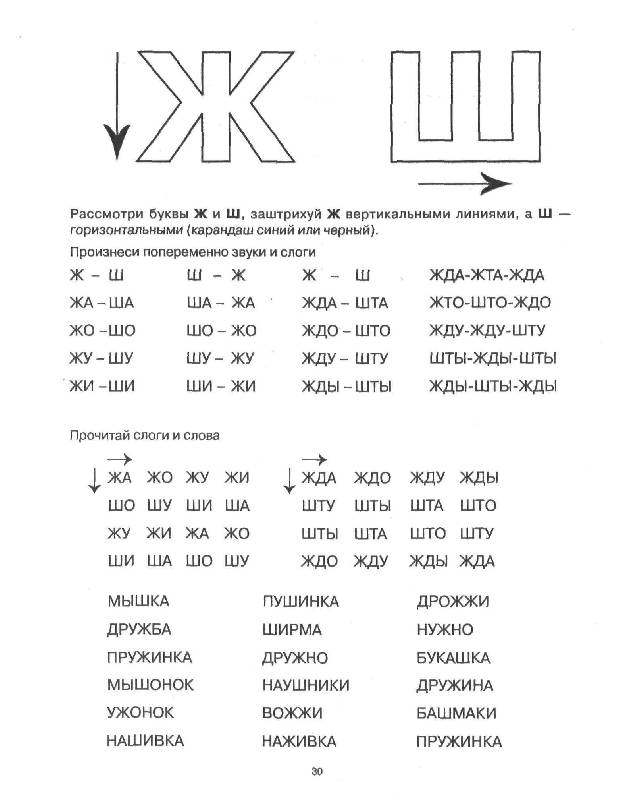 Ж Ш
Рассмотри буквы Ж и Ш, заштрихуй Ж вертикальными линиями, а Ш —
горизонтальными (карандаш синий или черный).
Произнеси попеременно звуки и слоги
Ж – Ш Ш – Ж Ж – Ш ЖДА-ЖТА-ЖДА
ЖА – ША ША – ЖА ЖДА – ШТА ЖТО-ШТО-ЖДО
ЖО –ШО ШО – ЖО ЖДО – ШТО ЖДУ-ЖДУ-ШТУ
ЖУ – ШУ ШУ – ЖУ ЖДУ – ШТУ ШТЫ-ЖДЫ-ШТЫ
ЖИ –ШИ ШИ – ЖИ ЖДЫ – ШТЫ ЖДЫ-ШТЫ-ЖДЫ
Прочитай слоги и слова
ЖА ЖО ЖУ ЖИ ЖДА ЖДО ЖДУ ЖДЫ
ШО ШУ ШИ ША ШТУ ШТЫ ШТА ШТО
ЖУ ЖИ ЖА ЖО ШТЫ ШТА ШТО ШТУ
ШИ ША ШО ШУ ЖДО ЖДУ ЖДЫ ЖДА
МЫШКА ПУШИНКА ДРОЖЖИ
ДРУЖБА ШИРМА НУЖНО
ПРУЖИНКА ДРУЖНО БУКАШКА
МЫШОНОК НАУШНИКИ ДРУЖИНА
УЖОНОК ВОЖЖИ БАШМАКИ
НАШИВКА НАЖИВКА ПРУЖИНКА
30